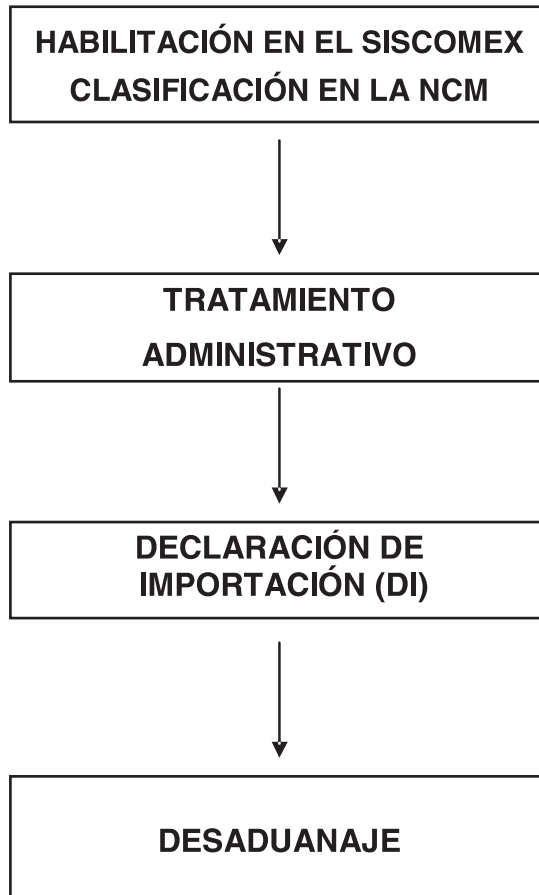 HABILITACIÓN EN EL SISCOMEX
CLASIFICACIÓN EN LA NCM
TRATAMIENTO
ADMINISTRATIVO
DECLARACIÓN DE
IMPORTACIÓN (DI)
DESADUANAJE